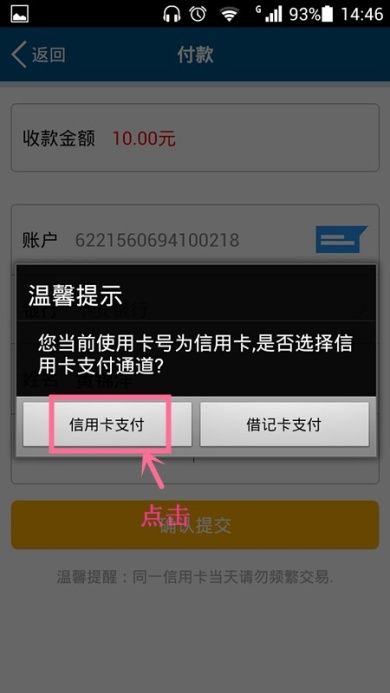 G 93% 14:46
返回 付款
收款金额 10.00元
账户 6221560694100218
温馨提示
您当前使用卡号为信用卡,是否选择信
用卡支付通道?
信用卡支付 借记卡支付
点击
确认提交
温馨提醒：同一信用卡当天请勿频繁交易.